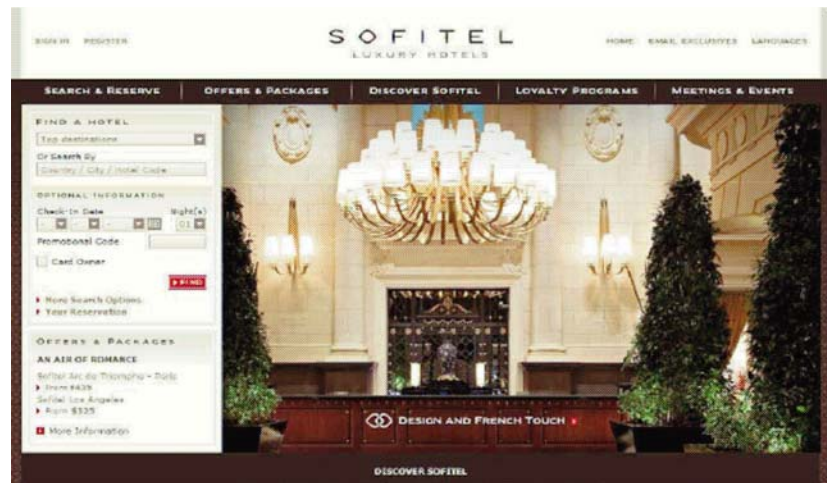 SIGN IN REGISTER
SOFITEL
LUXURY HOTELS
HOME EMAIL EXCLUSIVES LANGUAGES
SEARCH & RESERVE OFFERS & PACKAGES DISCOVER SOFITEL LOYALTY PROGRAMS MEETINGS & EVENTS
FIND A HOTEL
Top destinations
Or Search By
Country / City / Hotel Code
OPTIONAL INFORMATION
Check-In Date Night(s)
- - - 01
Promotional Code
Card Owner
FIND
More Search Options
Your Reservation
OFFERS & PACKAGES
AN AIR OF ROMANCE
Sofitel Arc de Triomphe - Paris
From
Sofitel Los Angeles
From $325
More Information
DESIGN AND FRENCH TOUCH
DISCOVER SOFITEL